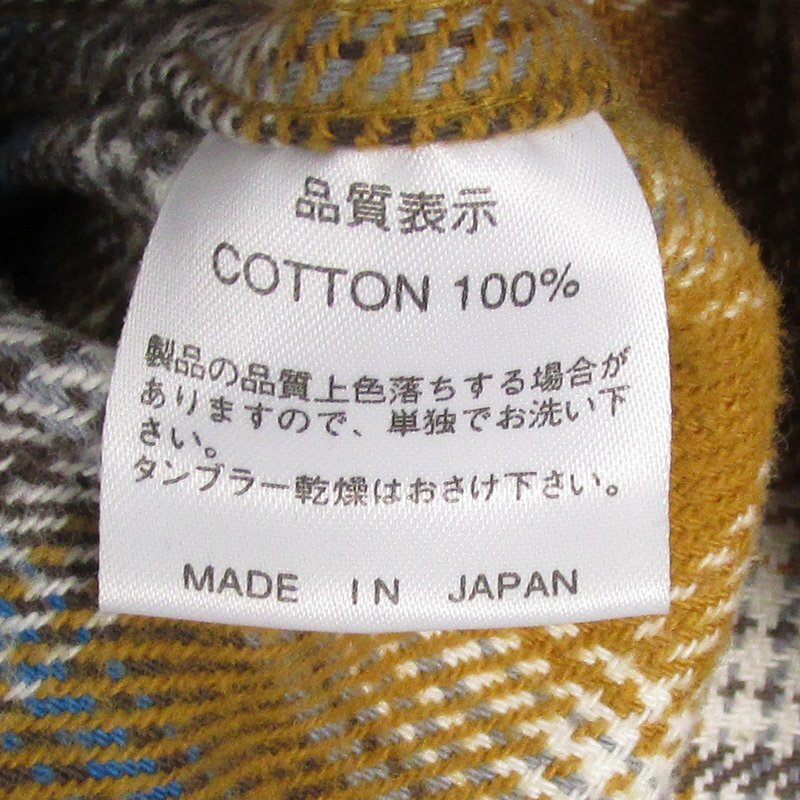 品質表示
COTTON 100%
製品の品質上色落ちする場合が
ありますので、単独でお洗い下
さい。
タンブラー乾燥はおさけ下さい。
MADE IN JAPAN